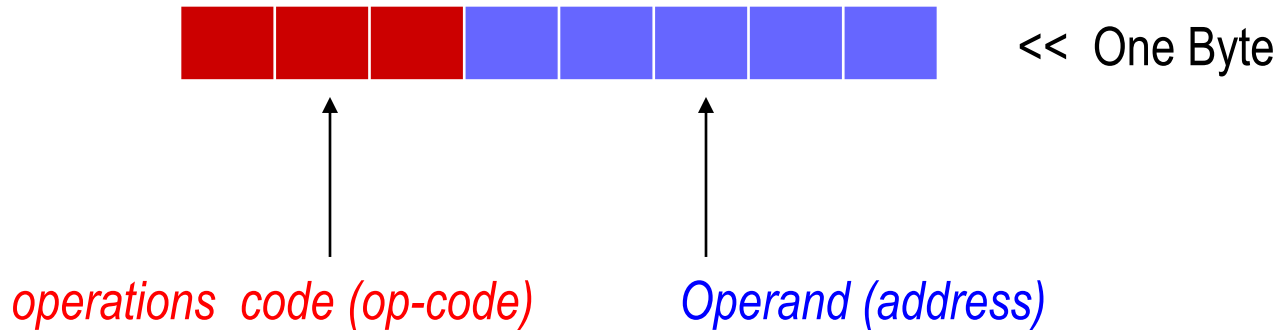 << One Byte
operations code (op-code)
Operand (address)